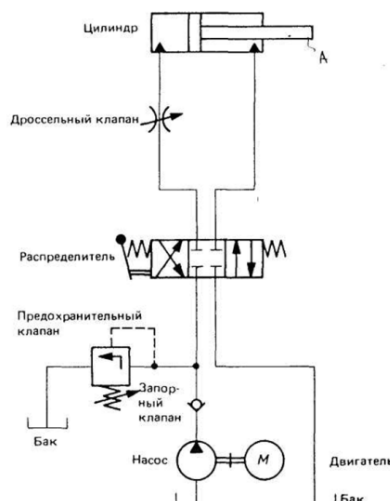 Цилиндр
A
Дроссельный клапан
Распределитель
Предохранительный
клапан
Запор-
ный
клапан
Бак
Насос
M
Двигатель
Бак